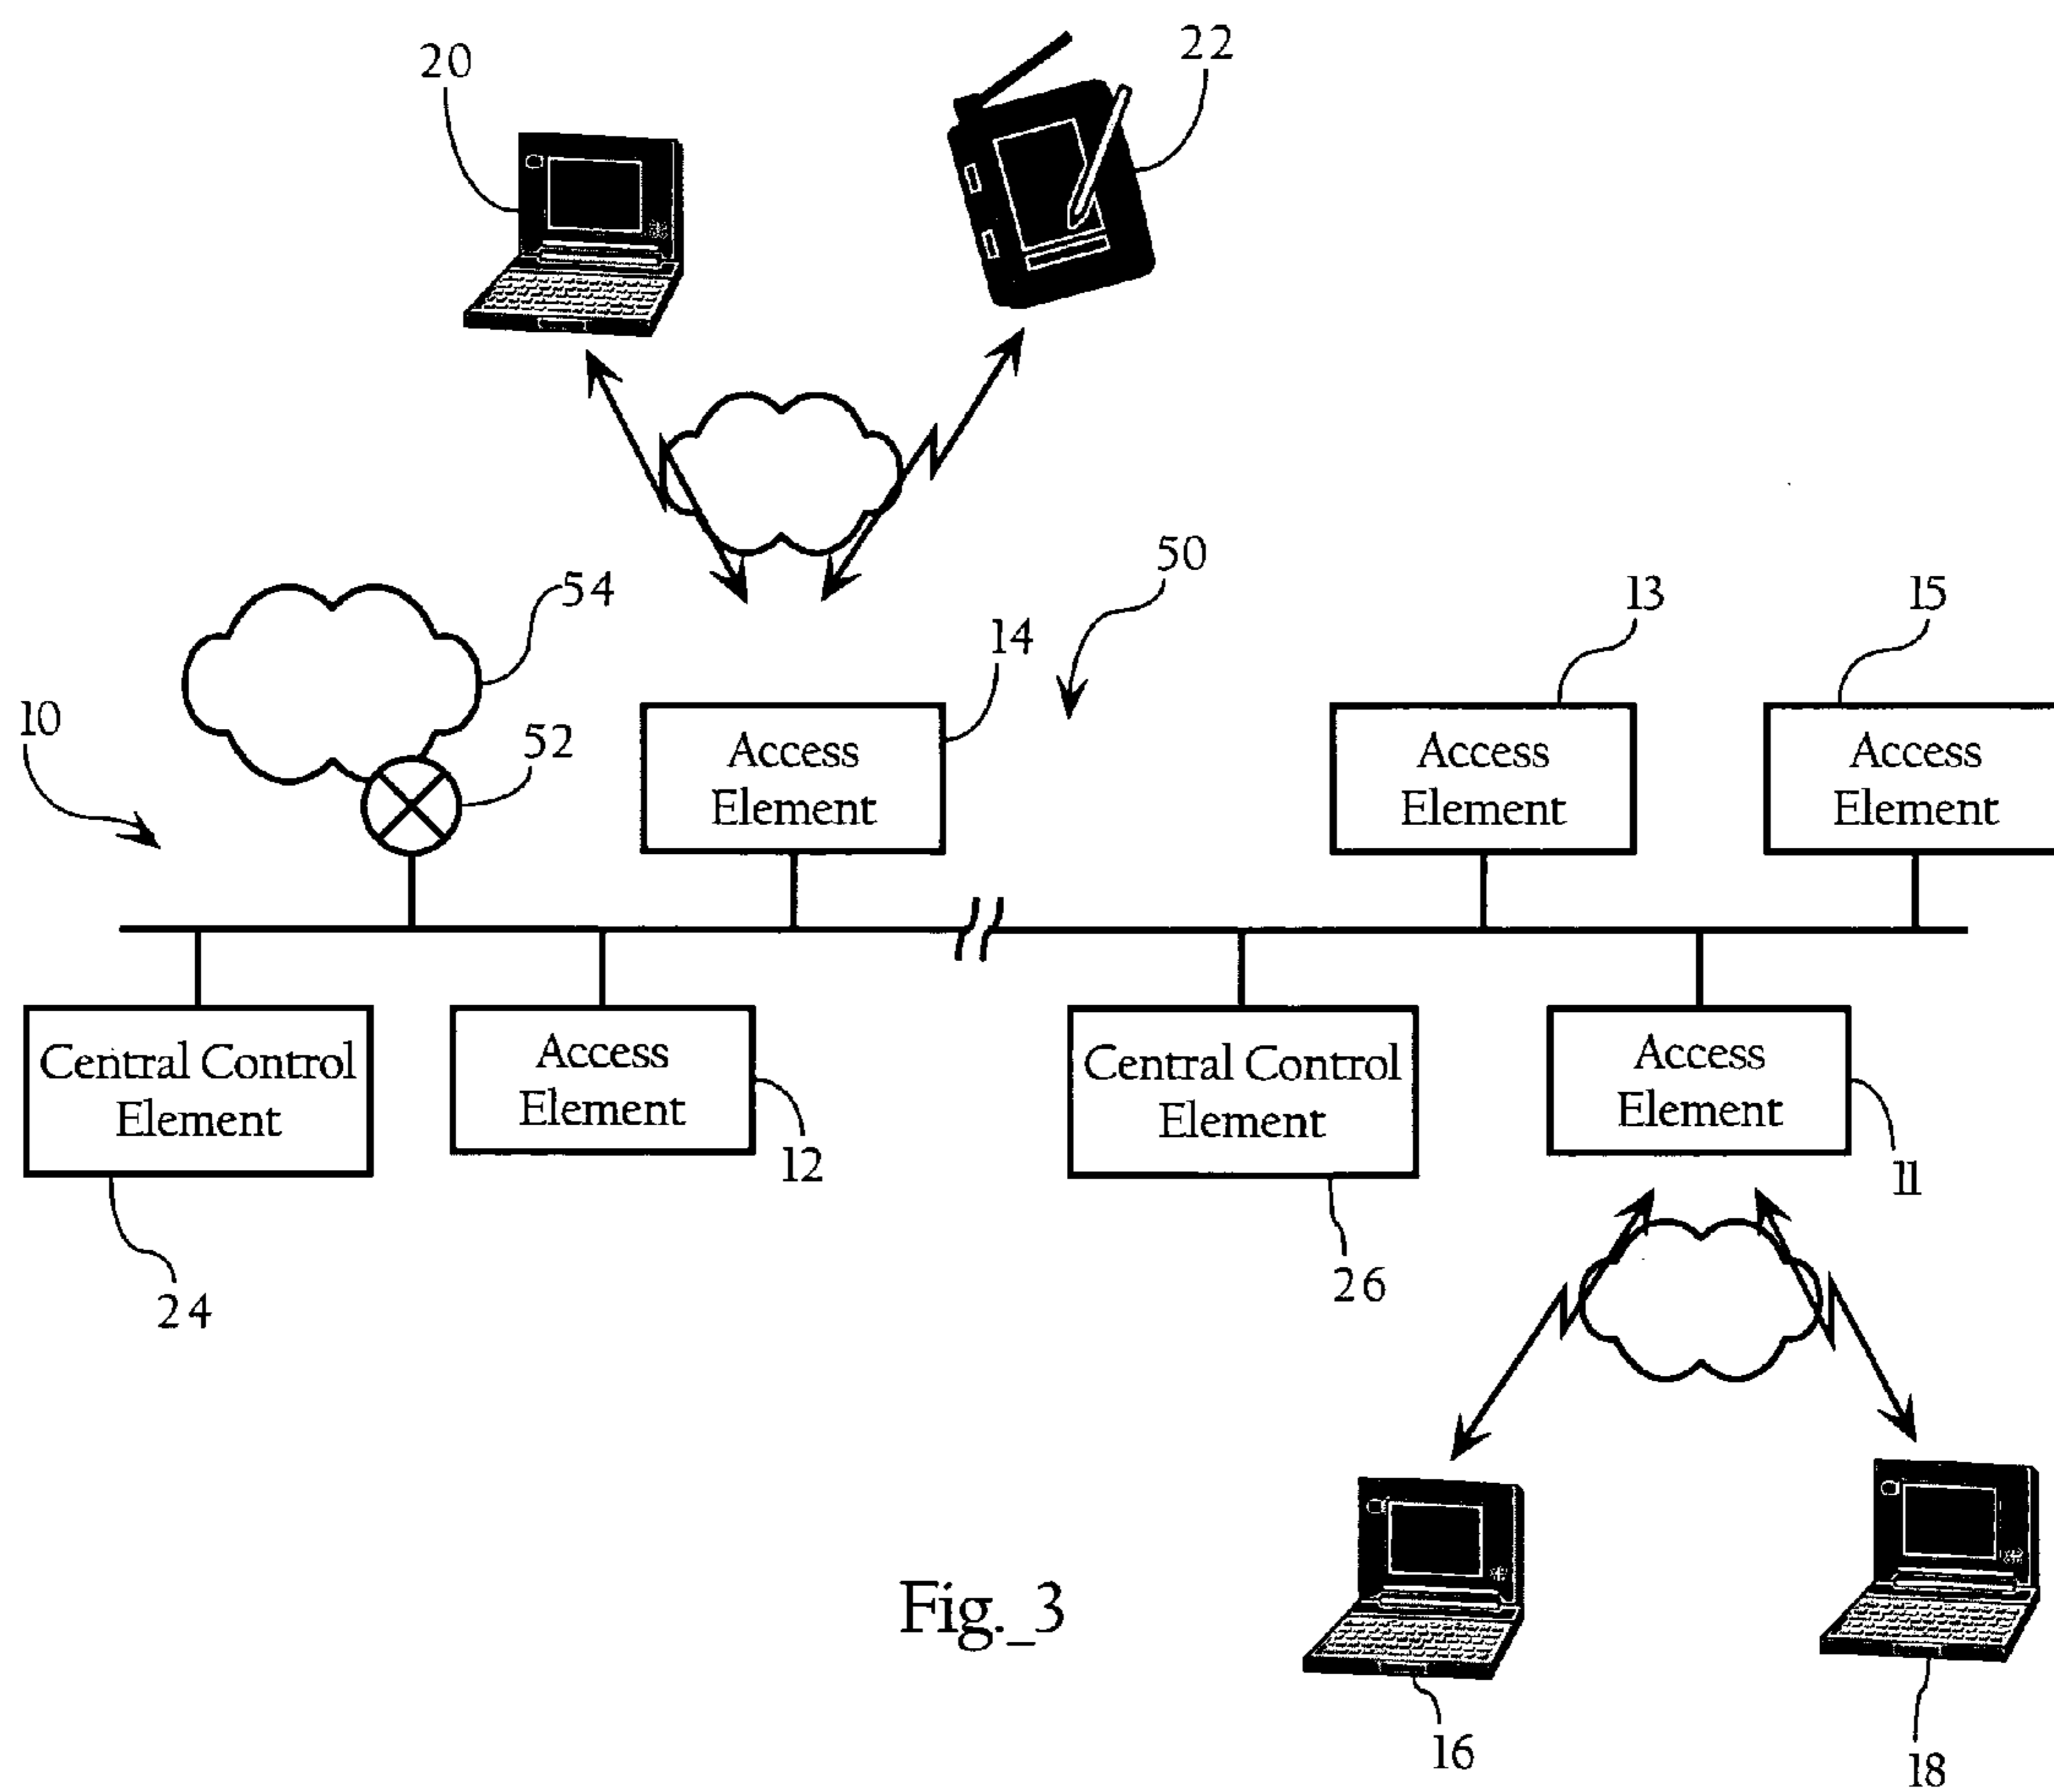 20
22
54
50
13
15
14
10
52
Access
Element
Access
Element
Access
Element
Central Control
Element
Access
Element
Central Control
Element
Access
Element
12
11
24
26
Fig._3
16
18